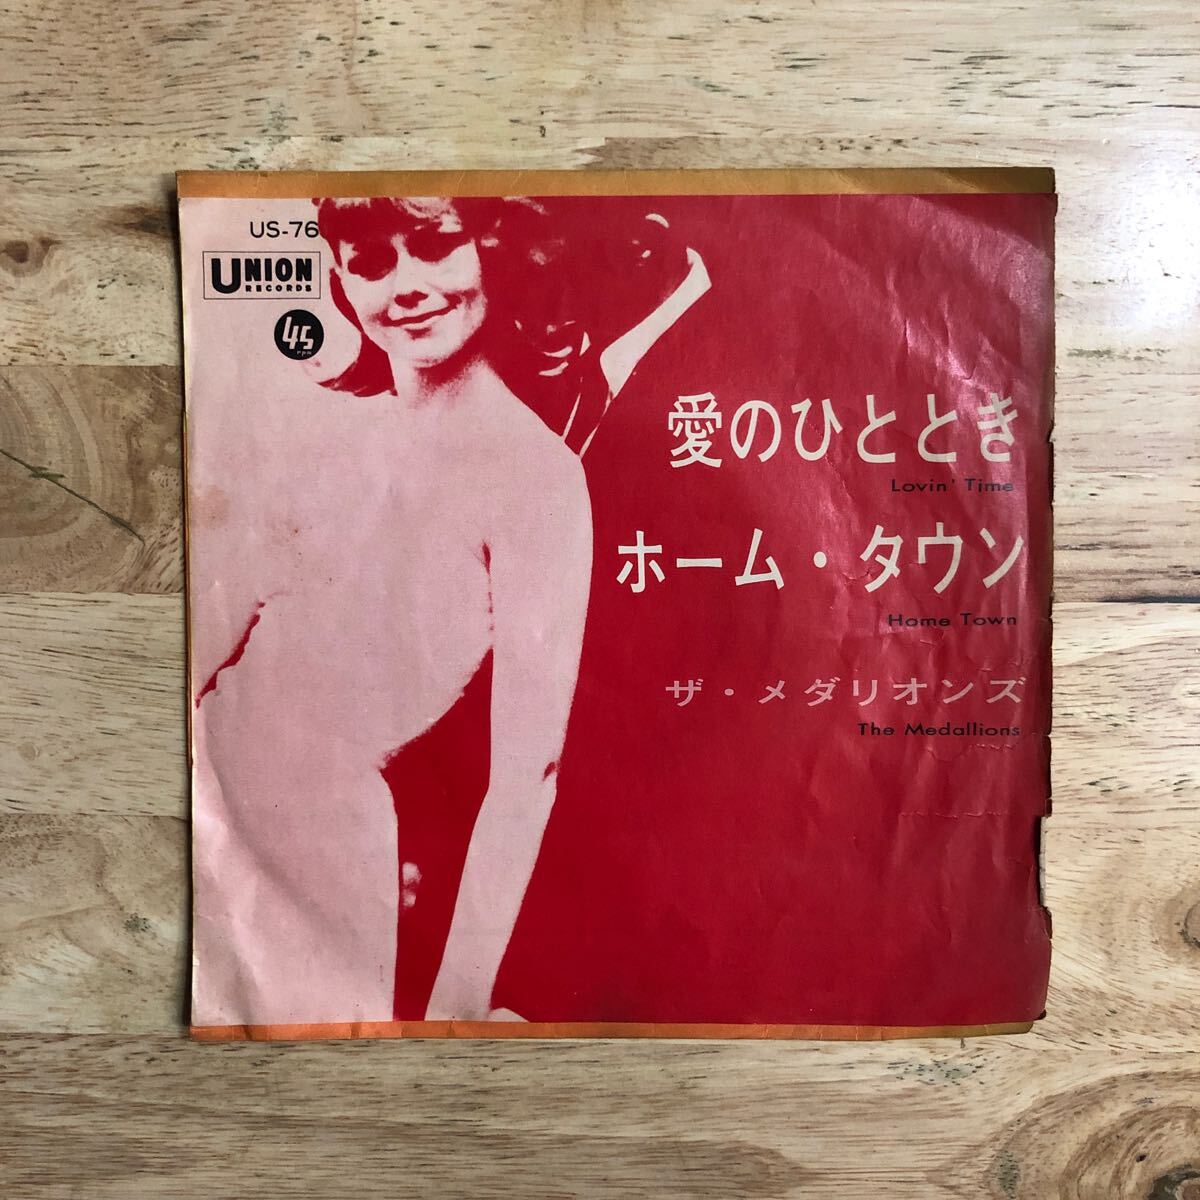 US-76
UNION
RECORDS
45
rpm
愛のひととき
Lovin' Time
ホーム・タウン
Home Town
ザ・メダリオンズ
The Medallions